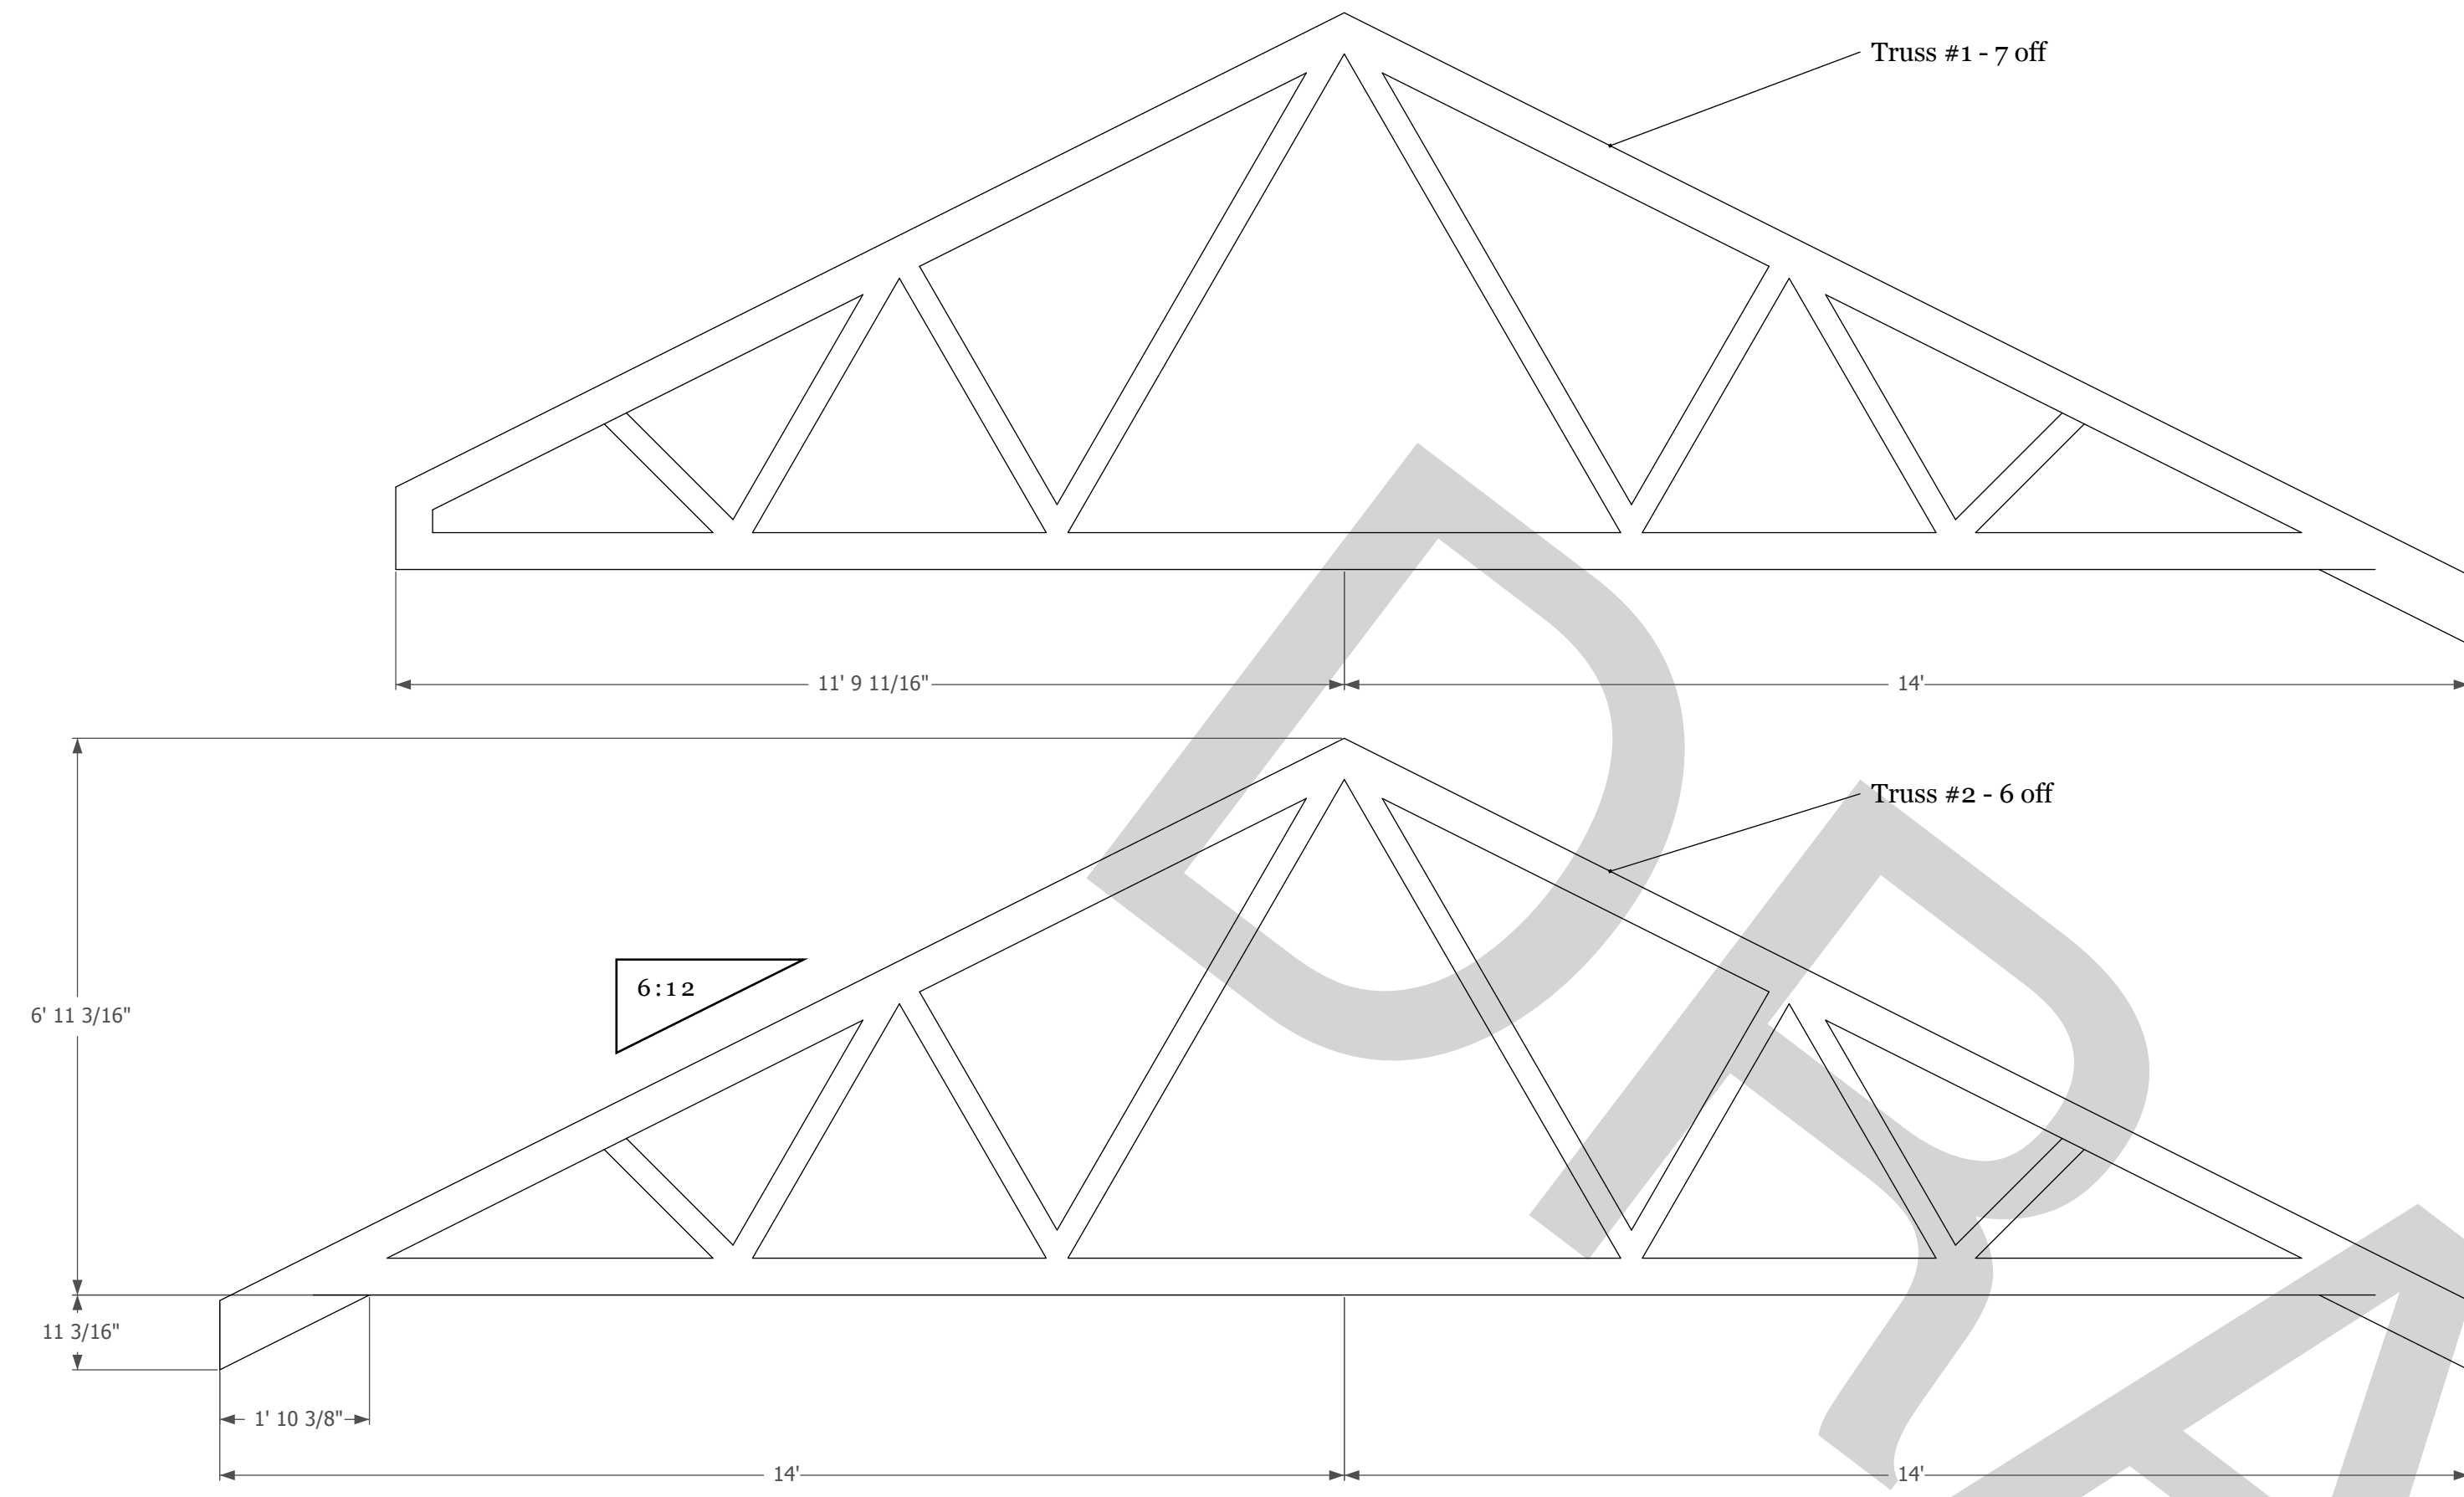 Truss #1 - 7 off
11' 9 11/16"
14'
Truss #2 - 6 off
6:12
6' 11 3/16"
11 3/16"
1' 10 3/8"
14'
14'
DRA